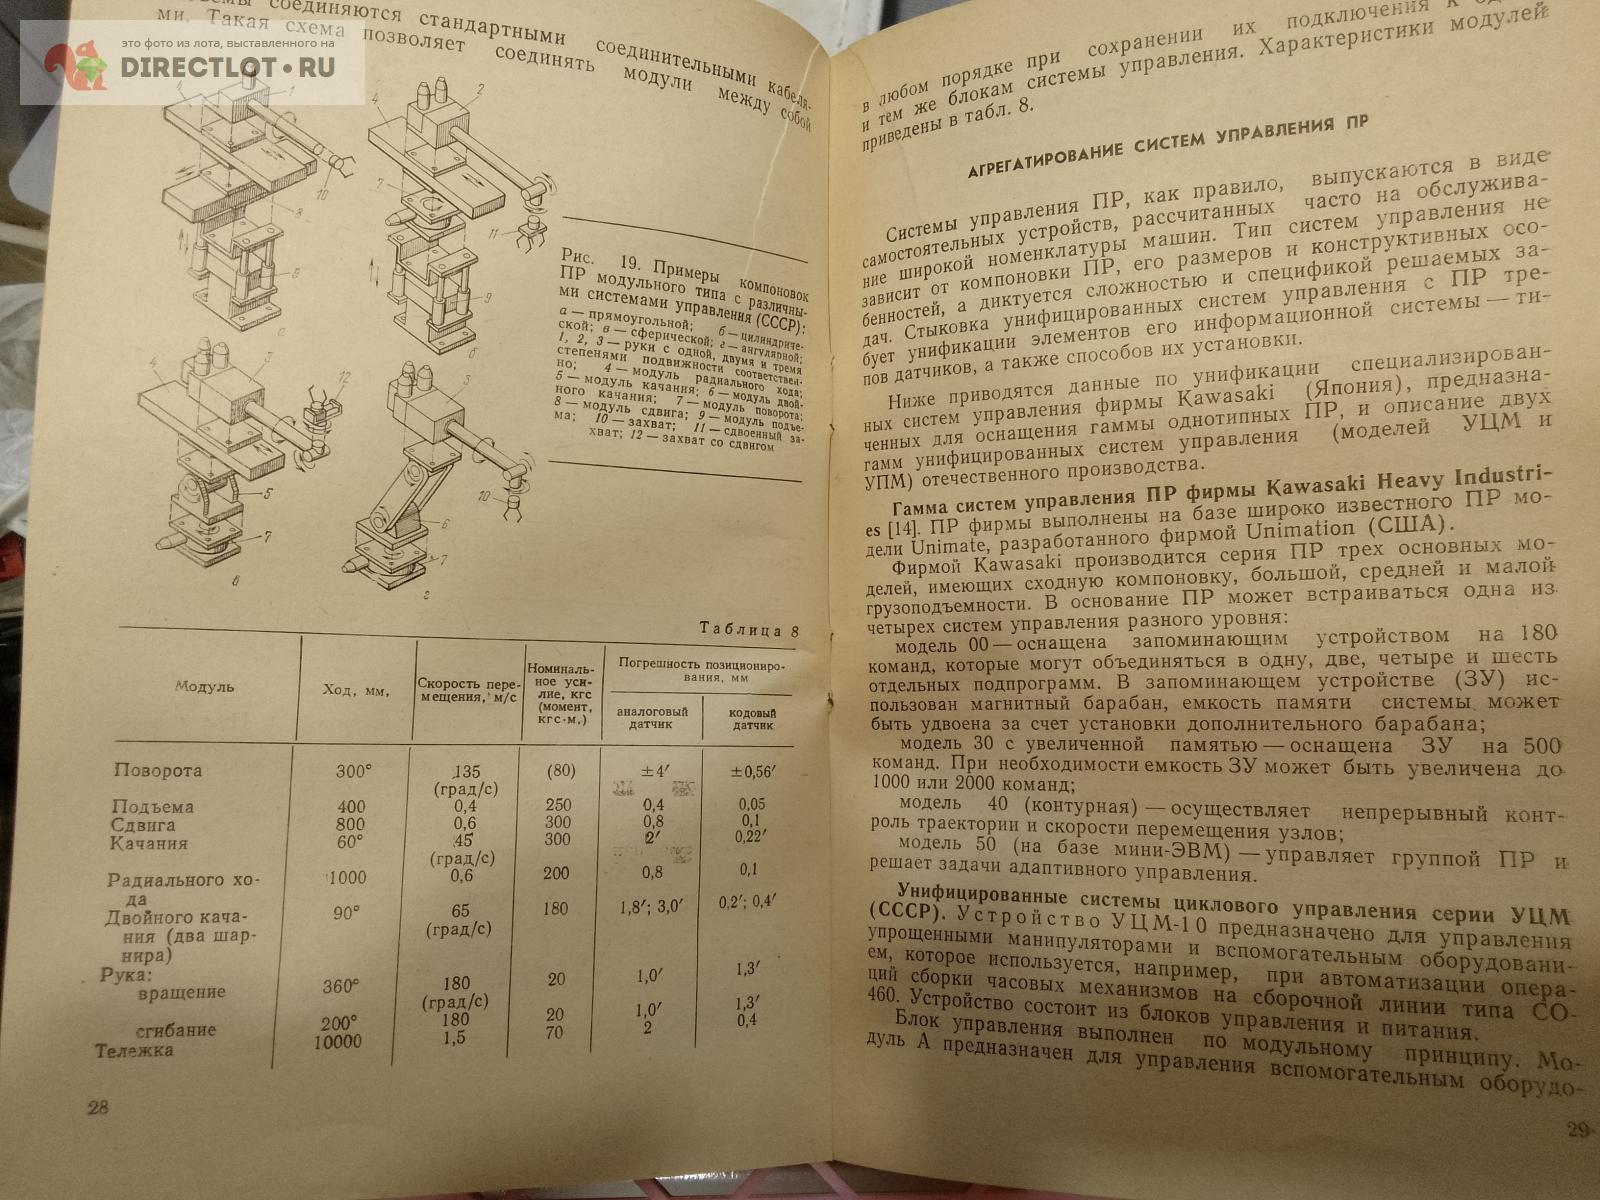 соединяются стандартными соединительными кабеля-
ми. Такая схема позволяет соединять модули между собой
это фото из лота, выставленного на
DIRECTLOT•RU
1
4
10
8
9
а
2
4
7
11
9
б
3
4
12
5
7
в
3
10
6
7
г
Рис. 19. Примеры компоновок
ПР модульного типа с различны-
ми системами управления (СССР):
а — прямоугольной; б — цилиндриче-
ской; в — сферической; г — ангулярной;
1, 2, 3 — руки с одной, двумя и тремя
степенями подвижности соответствен-
но; 4 — модуль радиального хода;
5 — модуль качания; 6 — модуль двой-
ного качания; 7 — модуль поворота;
8 — модуль сдвига; 9 — модуль подъе-
ма; 10 — захват; 11 — сдвоенный за-
хват; 12 — захват со сдвигом
Таблица 8
Модуль | Ход, мм, | Скорость пере-мещения, м/с | Номиналь-ное уси-лие, кгс (момент, кгс·м,) | Погрешность позициониро-вания, мм
аналоговый датчик | кодовый датчик
Поворота 300° 135 (80) ±4′ ±0,56′
(град/с)
Подъема 400 0,4 250 0,4 0,05
Сдвига 800 0,6 300 0,8 0,1
Качания 60° 45 300 2′ 0,22′
(град/с)
Радиального хо- 1000 0,6 200 0,8 0,1
да
Двойного кача- 90° 65 180 1,8′; 3,0′ 0,2′; 0,4′
ния (два шар- (град/с)
нира)
Рука:
вращение 360° 180 20 1,0′ 1,3′
(град/с)
сгибание 200° 180 20 1,0′ 1,3′
Тележка 10000 1,5 70 2 0,4
28
в любом порядке при сохранении их подключения к
и тем же блокам системы управления. Характеристики модулей
приведены в табл. 8.
АГРЕГАТИРОВАНИЕ СИСТЕМ УПРАВЛЕНИЯ ПР
Системы управления ПР, как правило, выпускаются в виде
самостоятельных устройств, рассчитанных часто на обслужива-
ние широкой номенклатуры машин. Тип систем управления не
зависит от компоновки ПР, его размеров и конструктивных осо-
бенностей, а диктуется сложностью и спецификой решаемых за-
дач. Стыковка унифицированных систем управления с ПР тре-
бует унификации элементов его информационной системы — ти-
пов датчиков, а также способов их установки.
Ниже приводятся данные по унификации специализирован-
ных систем управления фирмы Kawasaki (Япония), предназна-
ченных для оснащения гаммы однотипных ПР, и описание двух
гамм унифицированных систем управления (моделей УЦМ и
УПМ) отечественного производства.
Гамма систем управления ПР фирмы Kawasaki Heavy Industri-
es [14]. ПР фирмы выполнены на базе широко известного ПР мо-
дели Unimate, разработанного фирмой Unimation (США).
Фирмой Kawasaki производится серия ПР трех основных мо-
делей, имеющих сходную компоновку, большой, средней и малой
грузоподъемности. В основание ПР может встраиваться одна из
четырех систем управления разного уровня:
модель 00 — оснащена запоминающим устройством на 180
команд, которые могут объединяться в одну, две, четыре и шесть
отдельных подпрограмм. В запоминающем устройстве (ЗУ) ис-
пользован магнитный барабан, емкость памяти системы может
быть удвоена за счет установки дополнительного барабана;
модель 30 с увеличенной памятью — оснащена ЗУ на 500
команд. При необходимости емкость ЗУ может быть увеличена до
1000 или 2000 команд;
модель 40 (контурная) — осуществляет непрерывный конт-
роль траектории и скорости перемещения узлов;
модель 50 (на базе мини-ЭВМ) — управляет группой ПР и
решает задачи адаптивного управления.
Унифицированные системы циклового управления серии УЦМ
(СССР). Устройство УЦМ-10 предназначено для управления
упрощенными манипуляторами и вспомогательным оборудовани-
ем, которое используется, например, при автоматизации опера-
ций сборки часовых механизмов на сборочной линии типа СО-
460. Устройство состоит из блоков управления и питания.
Блок управления выполнен по модульному принципу. Мо-
дуль А предназначен для управления вспомогательным оборудо-
29